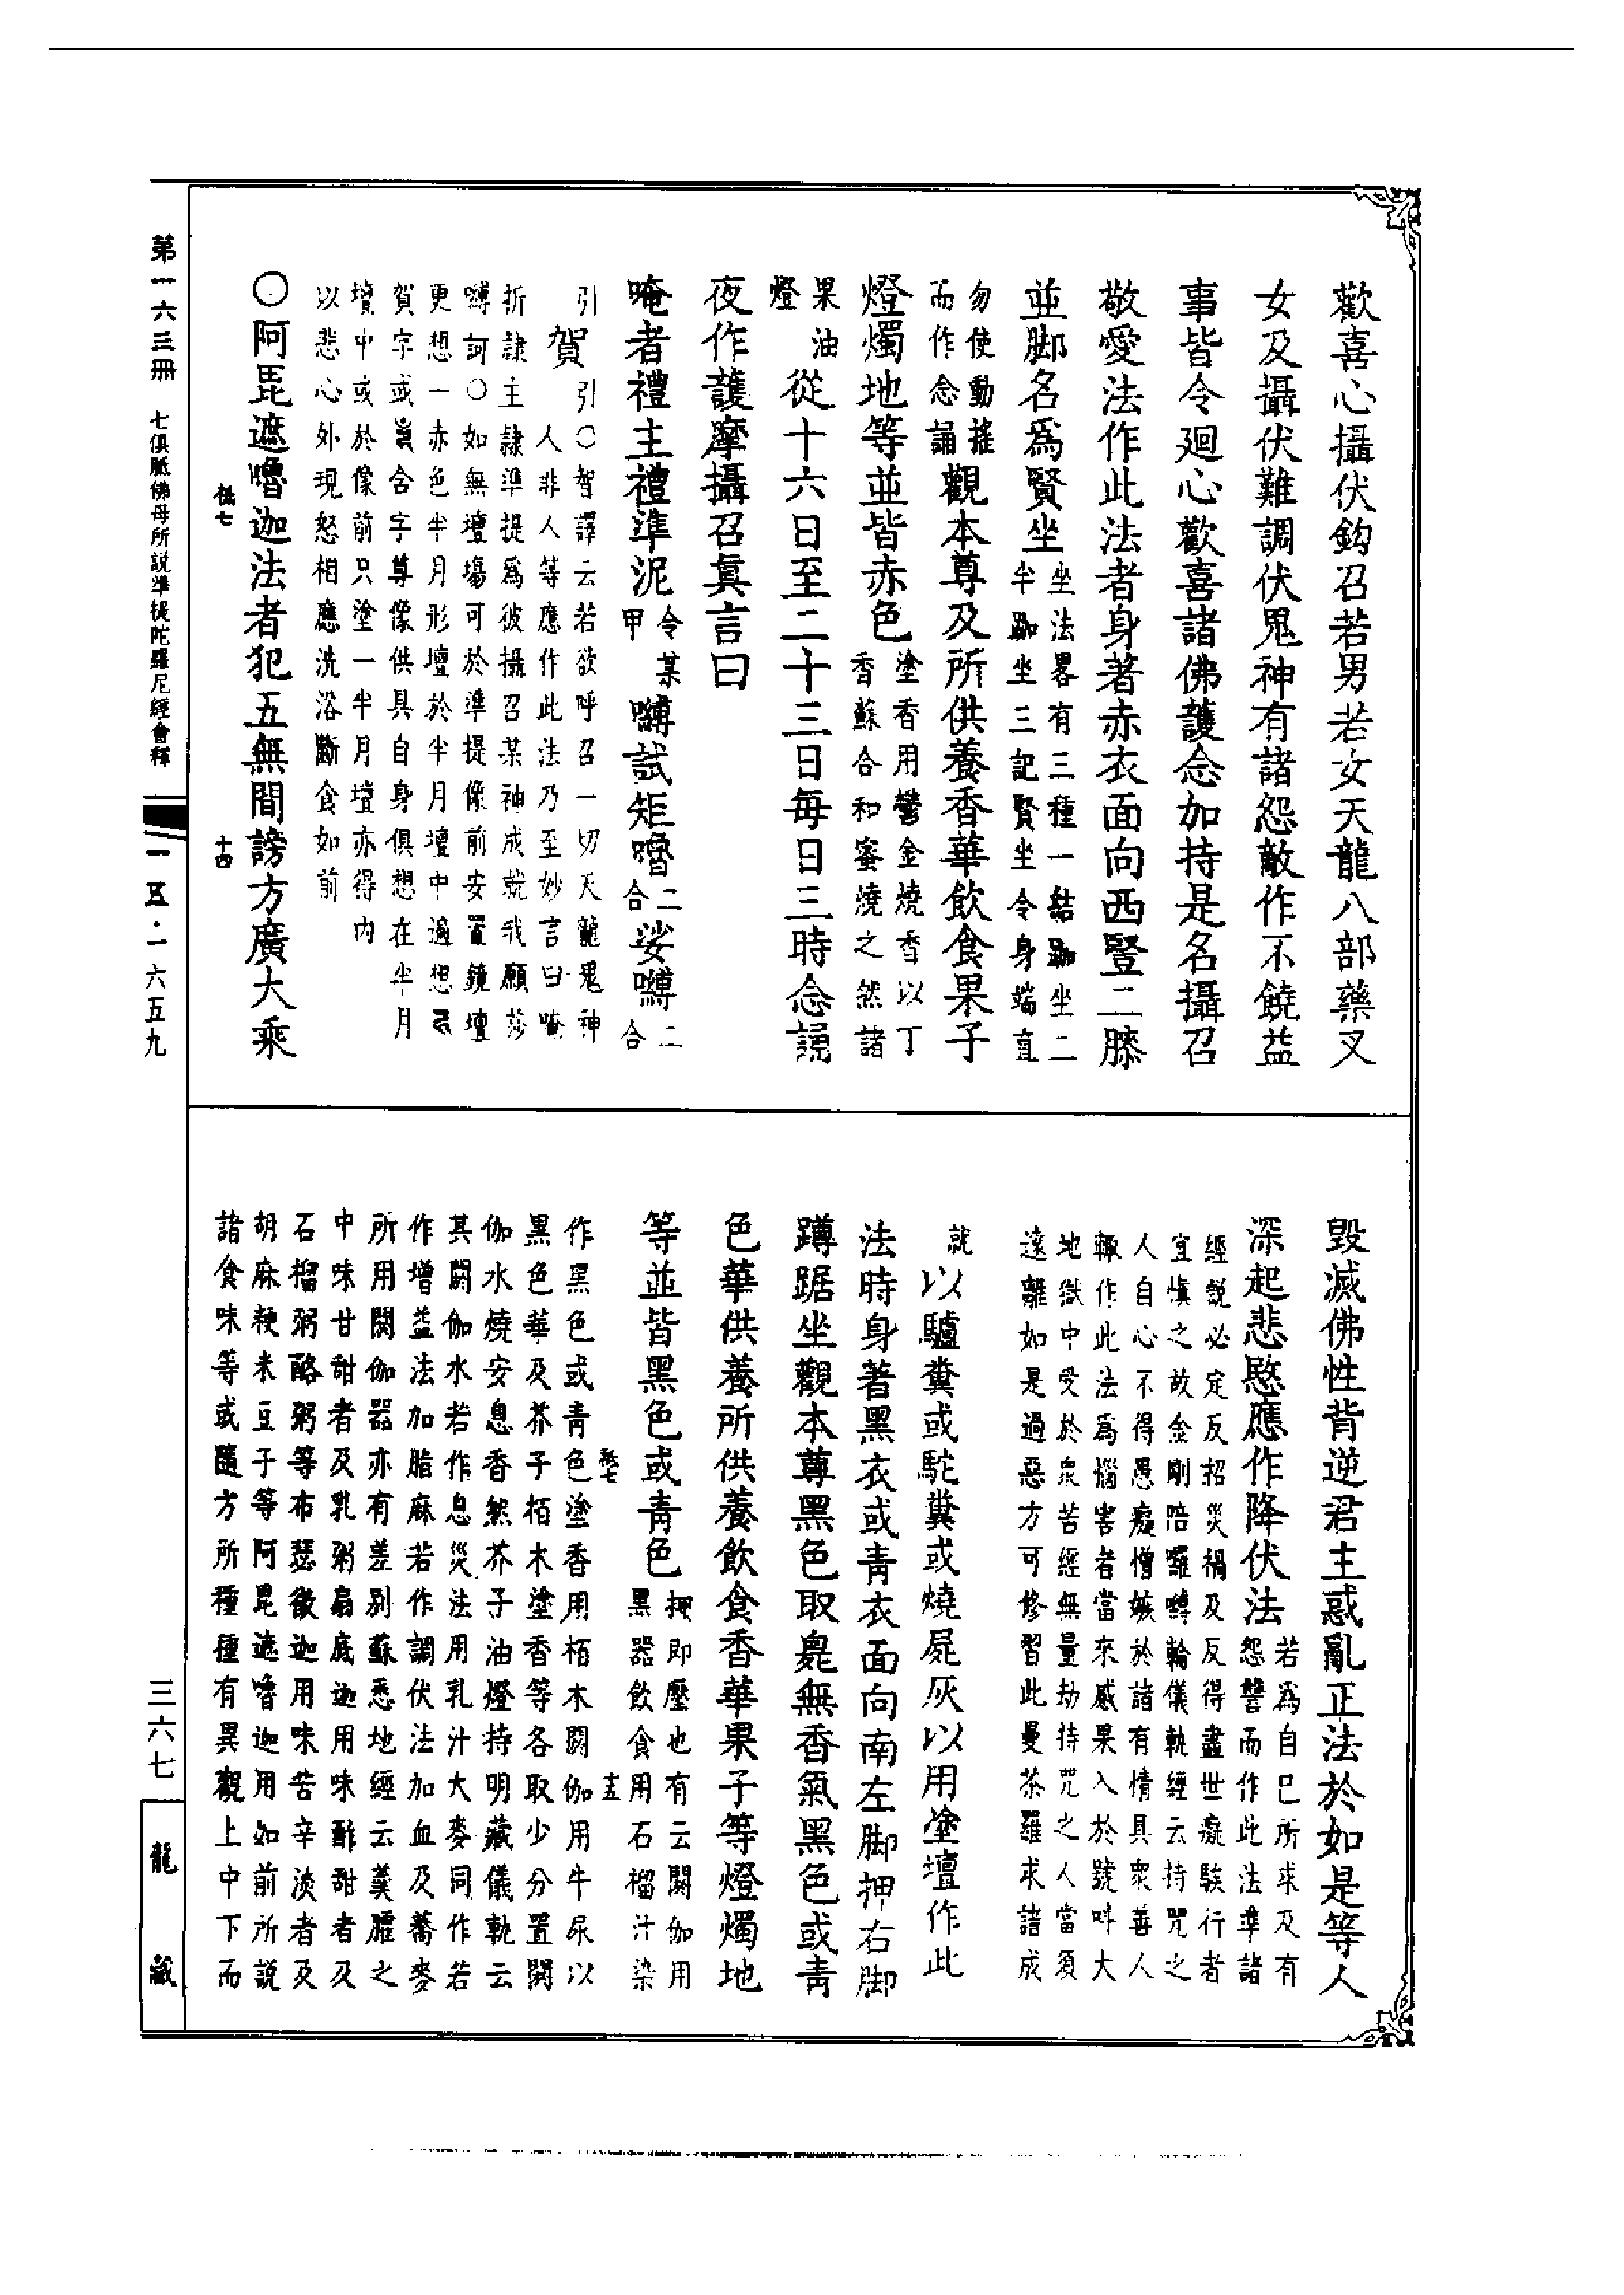 歡喜心攝伏鈎召若男若女天龍八部藥叉
女及攝伏難調伏鬼神有諸怨敵作不饒益
事皆令廻心歡喜諸佛護念加持是名攝召
敬愛法作此法者身著赤衣面向西豎二膝
並脚名爲賢坐坐法畧有三種一結跏坐二半跏坐三記賢坐令身端直
勿使動搖而作念誦觀本尊及所供養香華飲食果子
燈燭地等並皆赤色塗香用鬱金燒香以丁香蘇合和蜜燒之然諸
果油燈從十六日至二十三日每日三時念誦
夜作護摩攝召眞言曰
唵者禮主禮準泥令某甲嚩試矩嚕二合娑嚩二合
引賀引○智譯云若欲呼召一切天龍鬼神
人非人等應作此法乃至妙言曰唵
折隷主隷準提爲彼攝召某神成就我願莎
嚩訶○如無壇場可於準提像前安置鏡壇
更想一赤色半月形壇於半月壇中遍想
賀字或 含字尊像供具自身俱想在半月
壇中或於像前只塗一半月壇亦得內
以悲心外現怒相應洗浴斷食如前
○阿毘遮嚕迦法者犯五無間謗方廣大乘
毀滅佛性背逆君主惑亂正法於如是等人
深起悲愍應作降伏法若爲自己所求及有怨讐而作此法準諸
經說必定反招災禍及反得盡世癡騃行者
宜愼之故金剛 囉嚩輪儀軌經云持咒之
人自心不得愚癡憎嫉於諸有情具衆善人
輙作此法爲惱害者當來感果入於號呌大
地獄中受於衆苦經無量劫持咒之人當須
遠離如是過惡方可修習此曼茶羅求請成
就以驢糞或駝糞或燒屍灰以用塗壇作此
法時身著黑衣或靑衣面向南左脚押右脚
蹲踞坐觀本尊黑色取臰無香氣黑色或靑
色華供養所供養飲食香華果子等燈燭地
等並皆黑色或靑色押即壓也有云閼伽用黑器飲食用石榴汁染
作黑色或靑色塗香用栢木閼伽用牛尿以
黑色華及芥子栢木塗香等各取少分置閼
伽水燒安息香然芥子油燈持明藏儀軌云
其閼伽水若作息災法用乳汁大麥同作若
作增益法加脂麻若作調伏法加血及蕎麥
所用閼伽器亦有差別蘇悉地經云羹臛之
中味甘甜者及乳粥扇底迦用味酢甜者及
石榴粥酪粥等布瑟徵迦用味苦辛淡者及
胡麻粳米豆子等阿毘遮嚕迦用如前所說
諸食味等或隨方所種種有異觀上中下而
第一六三冊　七俱胝佛母所說準提陀羅尼經會釋
一一五·一六五九
三六七
龍藏
十四
十五